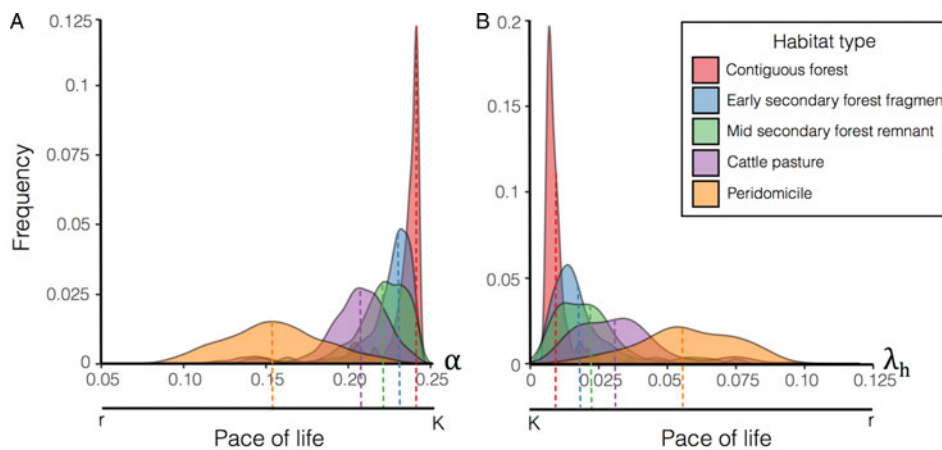 A
Frequency
0.125
0.1
0.075
0.05
0.025
0
0.05
0.10
0.15
0.20
0.25
α
r
K
Pace of life
B
0.2
0.15
0.1
0.05
0
0
0.025
0.050
0.075
0.100
0.125
λh
K
r
Pace of life
Habitat type
Contiguous forest
Early secondary forest fragmen
Mid secondary forest remnant
Cattle pasture
Peridomicile